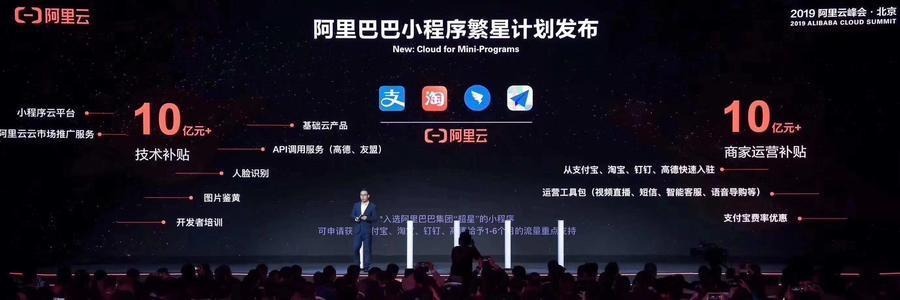 阿里云
阿里巴巴小程序繁星计划发布
New: Cloud for Mini-Programs
2019 阿里云峰会·北京
2019 ALIBABA CLOUD SUMMIT
支
淘
阿里云
小程序云平台
阿里云云市场推广服务
10亿元+
技术补贴
基础云产品
API调用服务（高德、友盟）
人脸识别
图片鉴黄
开发者培训
10亿元+
商家运营补贴
从支付宝、淘宝、钉钉、高德快速入驻
运营工具包（视频直播、短信、智能客服、语音导购等）
支付宝费率优惠
*入选阿里巴巴集团“超星”的小程序
可申请获 付宝、淘 、钉钉、高 给予1-6个月的流量重点支持